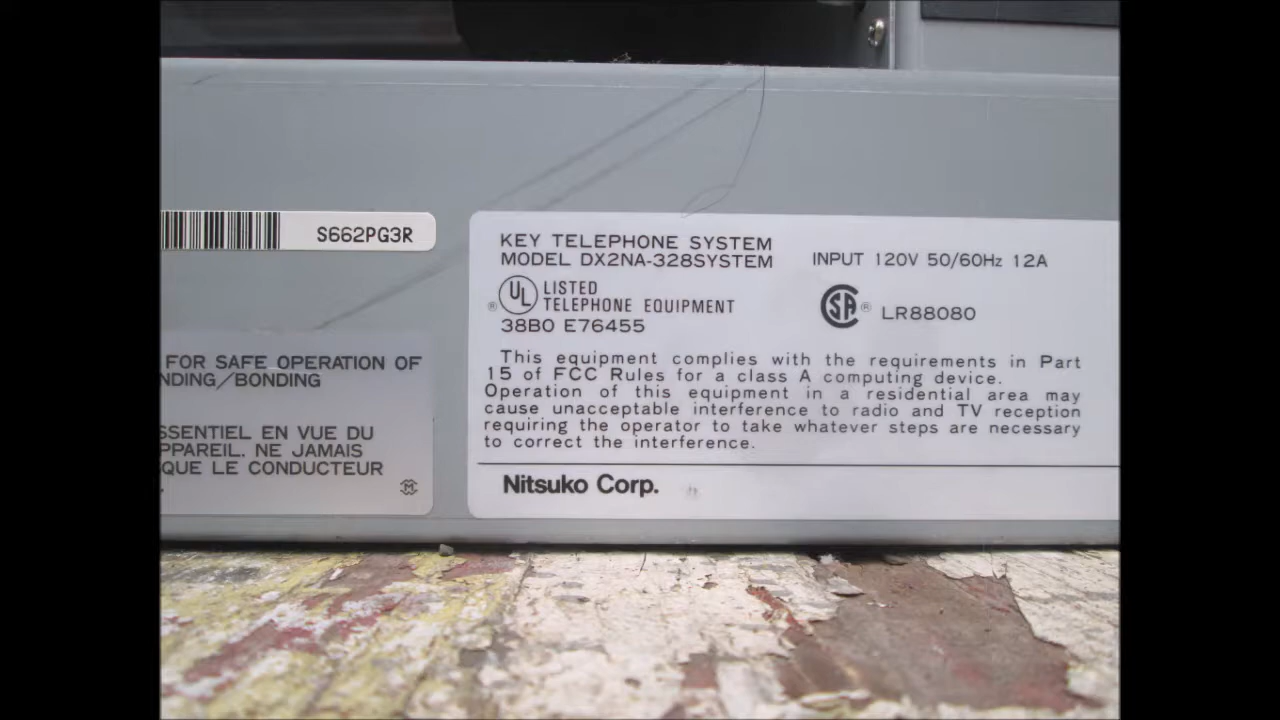 S662PG3R
FOR SAFE OPERATION OF
NDING/BONDING
SSENTIEL EN VUE DU
PPAREIL. NE JAMAIS
QUE LE CONDUCTEUR
KEY TELEPHONE SYSTEM
MODEL DX2NA-328SYSTEM
INPUT 120V 50/60Hz 12A
UL LISTED
® TELEPHONE EQUIPMENT
38B0 E76455
SA ® LR88080
This equipment complies with the requirements in Part
15 of FCC Rules for a class A computing device.
Operation of this equipment in a residential area may
cause unacceptable interference to radio and TV reception
requiring the operator to take whatever steps are necessary
to correct the interference.
Nitsuko Corp.